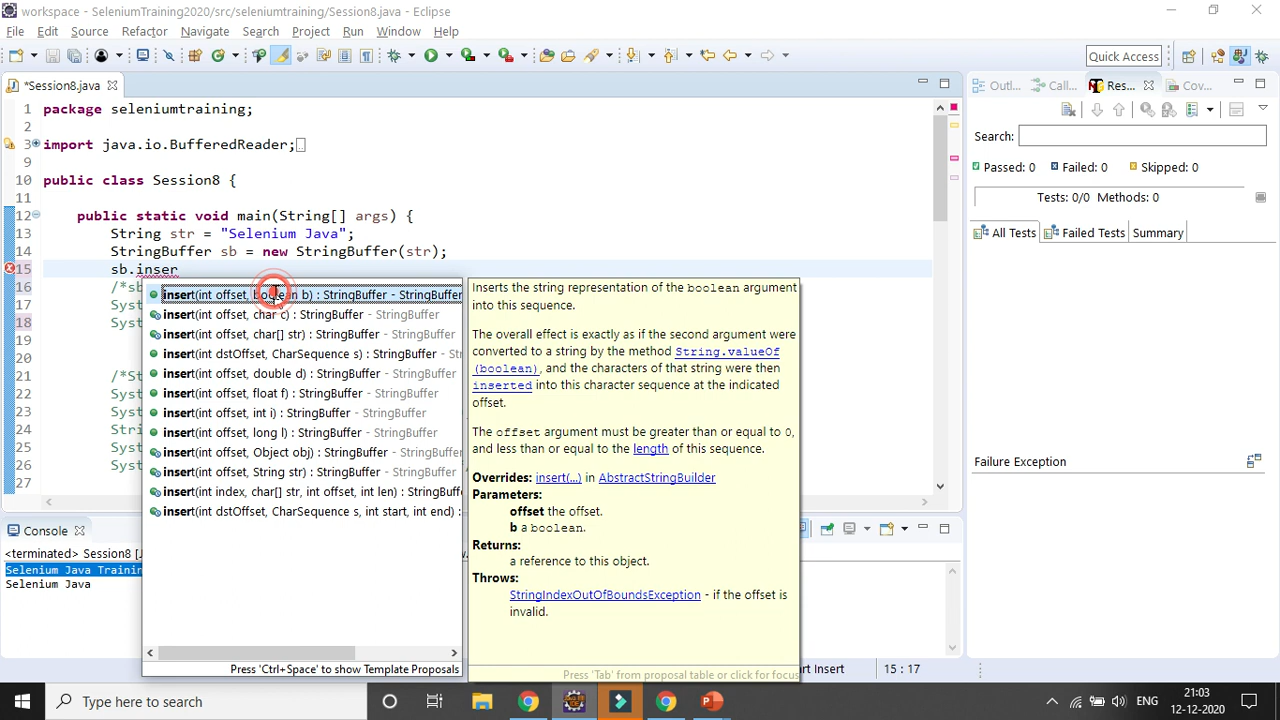 workspace - SeleniumTraining2020/src/seleniumtraining/Session8.java - Eclipse
File Edit Source Refactor Navigate Search Project Run Window Help
Quick Access
*Session8.java
Outl... Call... Res... Cov...
1 package seleniumtraining;
2
3 import java.io.BufferedReader;
9
10 public class Session8 {
11
12 public static void main(String[] args) {
13 String str = "Selenium Java";
14 StringBuffer sb = new StringBuffer(str);
15 sb.inser
16 /*sb
17 Syst
18 Syst
19
20
21 /*St
22 Syst
23 Syst
24 Stri
25 Syst
26 Syst
27
insert(int offset, boolean b) : StringBuffer - StringBuffer
insert(int offset, char c) : StringBuffer - StringBuffer
insert(int offset, char[] str) : StringBuffer - StringBuffer
insert(int dstOffset, CharSequence s) : StringBuffer - St
insert(int offset, double d) : StringBuffer - StringBuffer
insert(int offset, float f) : StringBuffer - StringBuffer
insert(int offset, int i) : StringBuffer - StringBuffer
insert(int offset, long l) : StringBuffer - StringBuffer
insert(int offset, Object obj) : StringBuffer - StringBuffer
insert(int offset, String str) : StringBuffer - StringBuffer
insert(int index, char[] str, int offset, int len) : StringBuff
insert(int dstOffset, CharSequence s, int start, int end) :
Press 'Ctrl+Space' to show Template Proposals
Inserts the string representation of the boolean argument
into this sequence.
The overall effect is exactly as if the second argument were
converted to a string by the method String.valueOf
(boolean), and the characters of that string were then
inserted into this character sequence at the indicated
offset.
The offset argument must be greater than or equal to 0,
and less than or equal to the length of this sequence.
Overrides: insert(...) in AbstractStringBuilder
Parameters:
offset the offset.
b a boolean.
Returns:
a reference to this object.
Throws:
StringIndexOutOfBoundsException - if the offset is
invalid.
Press 'Tab' from proposal table or click for focus
Search:
Passed: 0 Failed: 0 Skipped: 0
Tests: 0/0 Methods: 0
All Tests Failed Tests Summary
Failure Exception
Console
<terminated> Session8 [J
Selenium Java Trainin
Selenium Java
rt Insert 15 : 17
Type here to search
ENG
21:03
12-12-2020